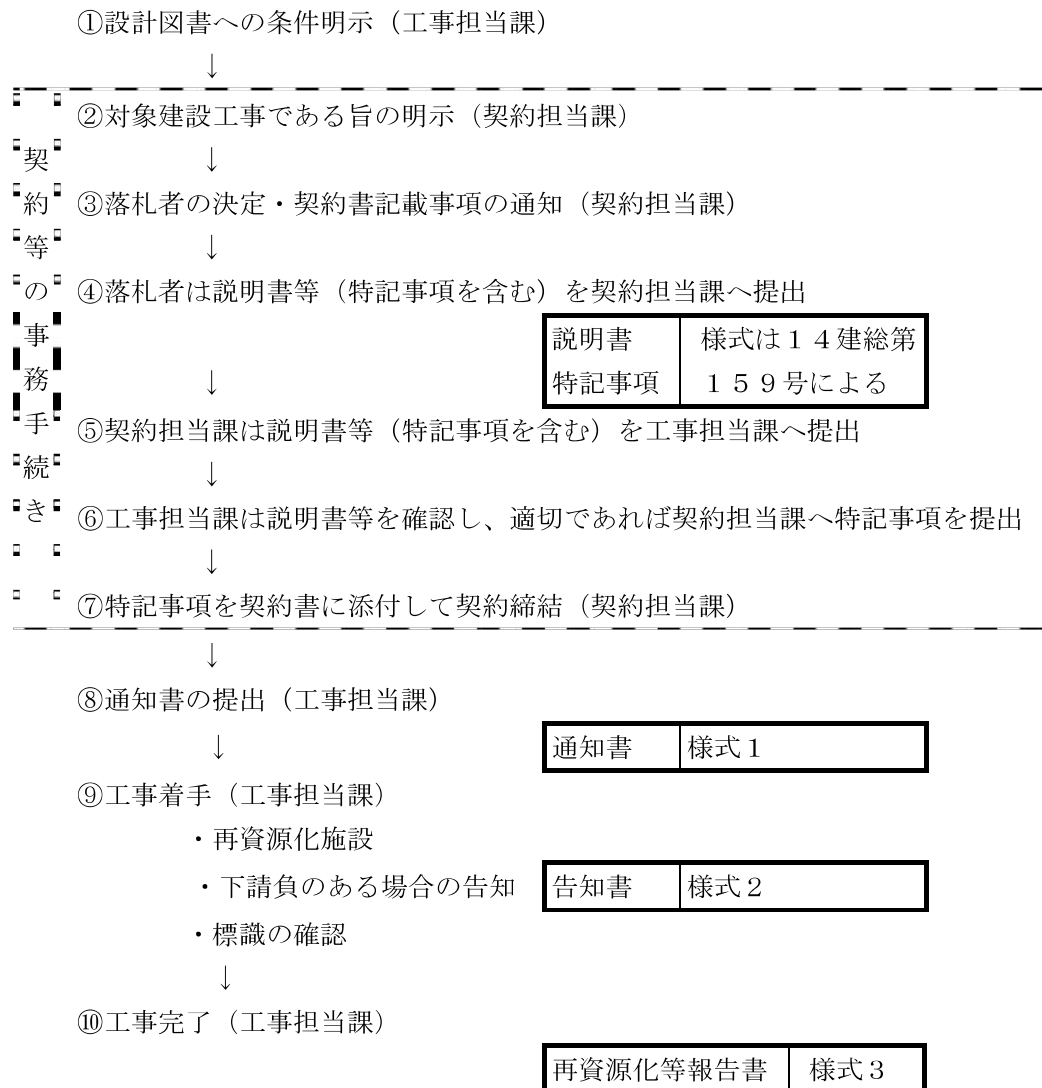 ①設計図書への条件明示（工事担当課）
↓
契約等の事務手続き
②対象建設工事である旨の明示（契約担当課）
↓
③落札者の決定・契約書記載事項の通知（契約担当課）
↓
④落札者は説明書等（特記事項を含む）を契約担当課へ提出
説明書 様式は１４建総第
特記事項 １５９号による
↓
⑤契約担当課は説明書等（特記事項を含む）を工事担当課へ提出
↓
⑥工事担当課は説明書等を確認し、適切であれば契約担当課へ特記事項を提出
↓
⑦特記事項を契約書に添付して契約締結（契約担当課）
↓
⑧通知書の提出（工事担当課）
↓
通知書 様式１
⑨工事着手（工事担当課）
・再資源化施設
・下請負のある場合の告知 告知書 様式２
・標識の確認
↓
⑩工事完了（工事担当課）
再資源化等報告書 様式３